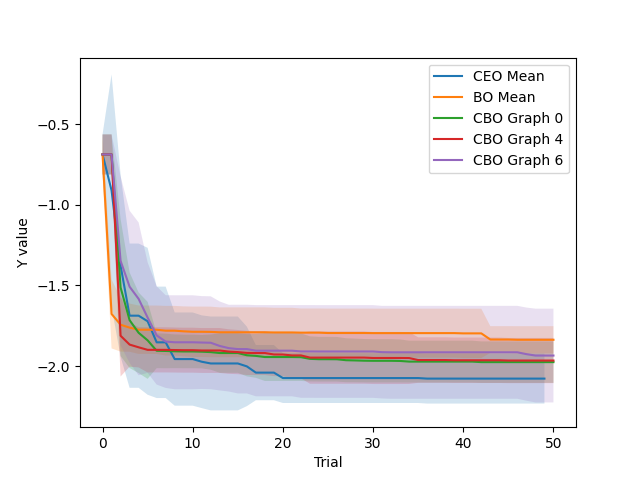 CEO Mean
BO Mean
CBO Graph 0
CBO Graph 4
CBO Graph 6
Y value
−0.5
−1.0
−1.5
−2.0
0 10 20 30 40 50
Trial